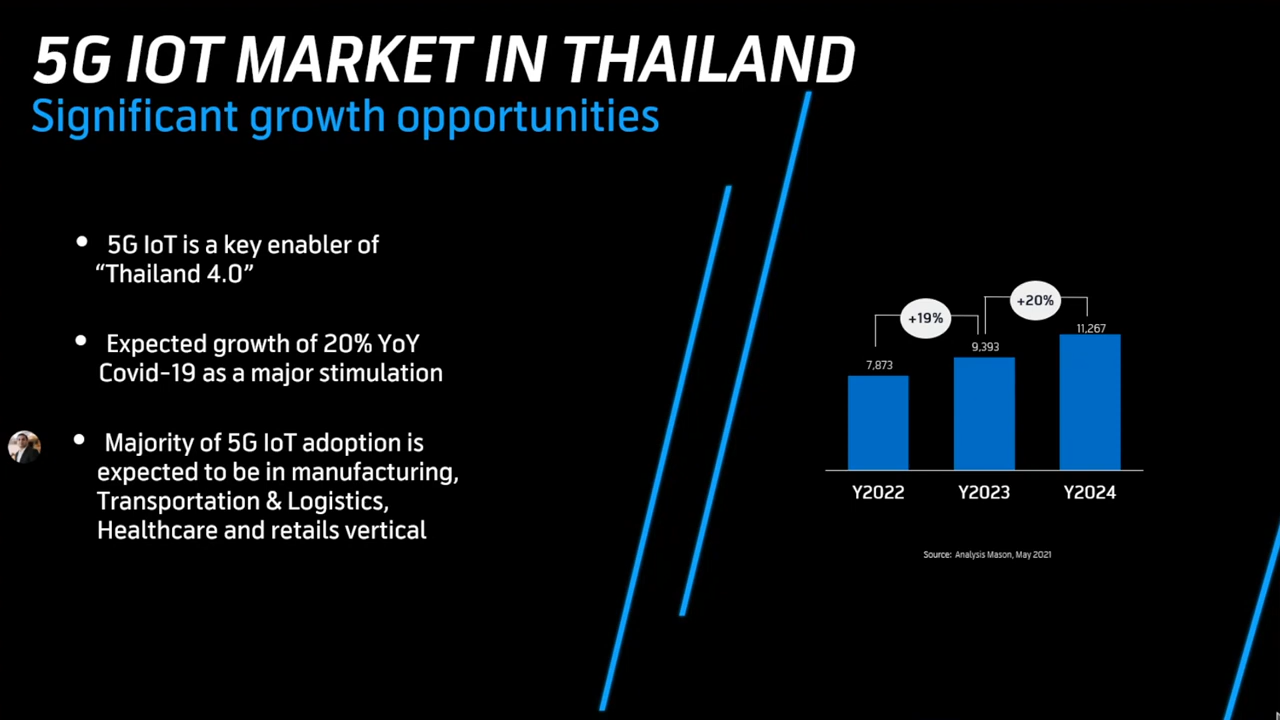 5G IOT MARKET IN THAILAND
Significant growth opportunities
• 5G IoT is a key enabler of
“Thailand 4.0”
• Expected growth of 20% YoY
Covid-19 as a major stimulation
• Majority of 5G IoT adoption is
expected to be in manufacturing,
Transportation & Logistics,
Healthcare and retails vertical
+19%
+20%
7,873
9,393
11,267
Y2022
Y2023
Y2024
Source: Analysis Mason, May 2021